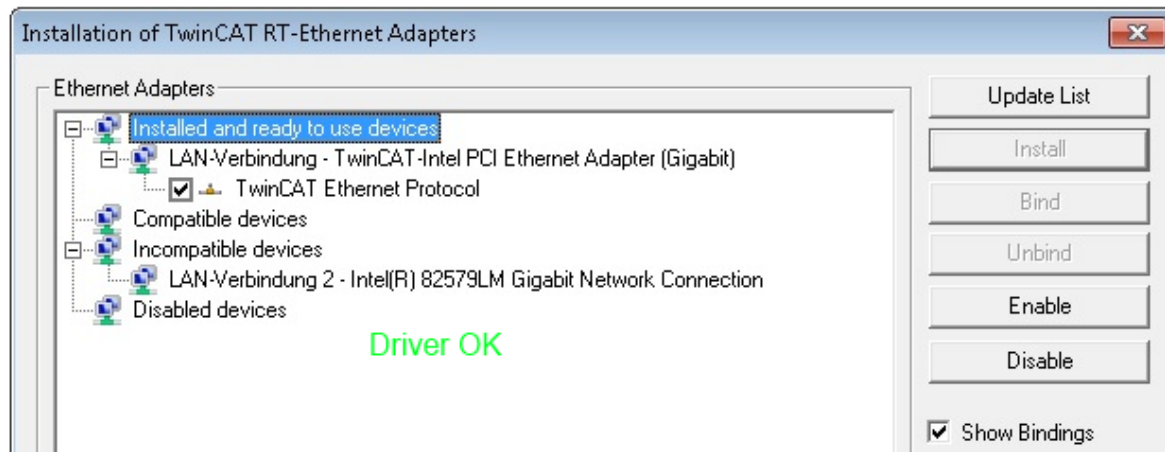 Installation of TwinCAT RT-Ethernet Adapters
Ethernet Adapters
Installed and ready to use devices
LAN-Verbindung - TwinCAT-Intel PCI Ethernet Adapter (Gigabit)
TwinCAT Ethernet Protocol
Compatible devices
Incompatible devices
LAN-Verbindung 2 - Intel(R) 82579LM Gigabit Network Connection
Disabled devices
Driver OK
Update List
Install
Bind
Unbind
Enable
Disable
Show Bindings